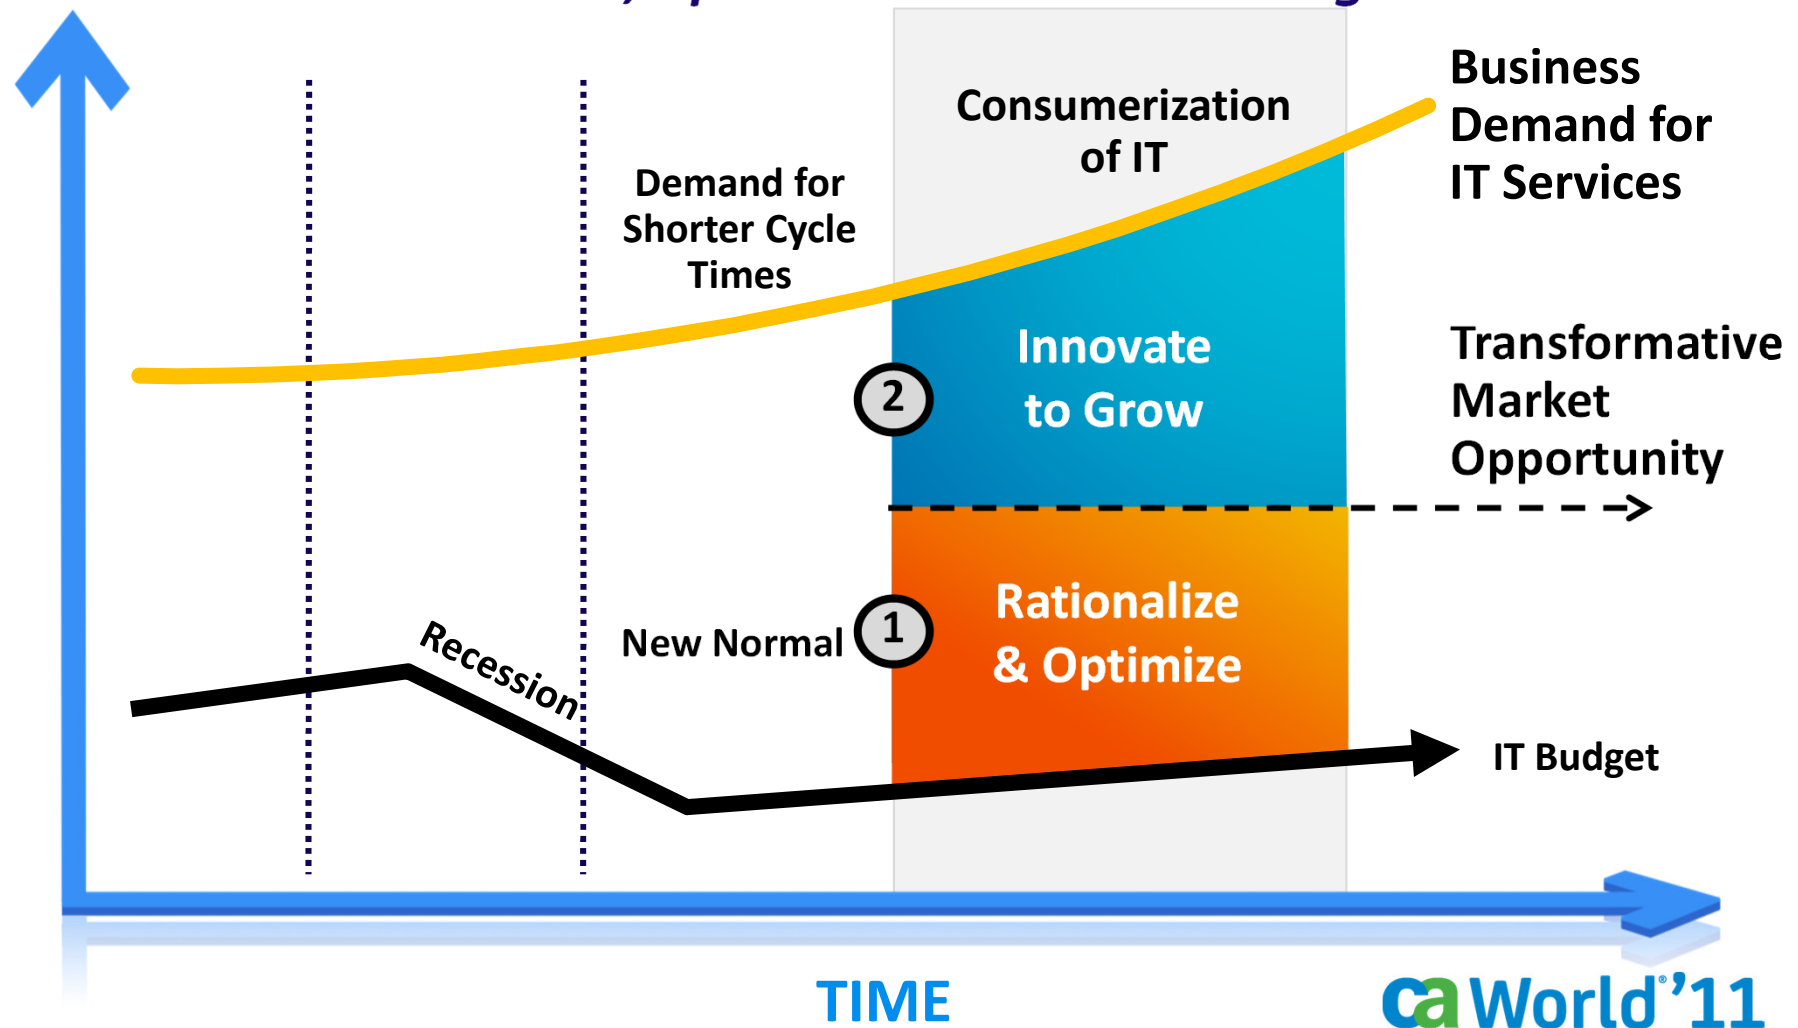 Consumerization
of IT
Business
Demand for
IT Services
Demand for
Shorter Cycle
Times
Innovate
to Grow
2
Transformative
Market
Opportunity
Rationalize
& Optimize
1
New Normal
Recession
IT Budget
TIME
ca World®’11